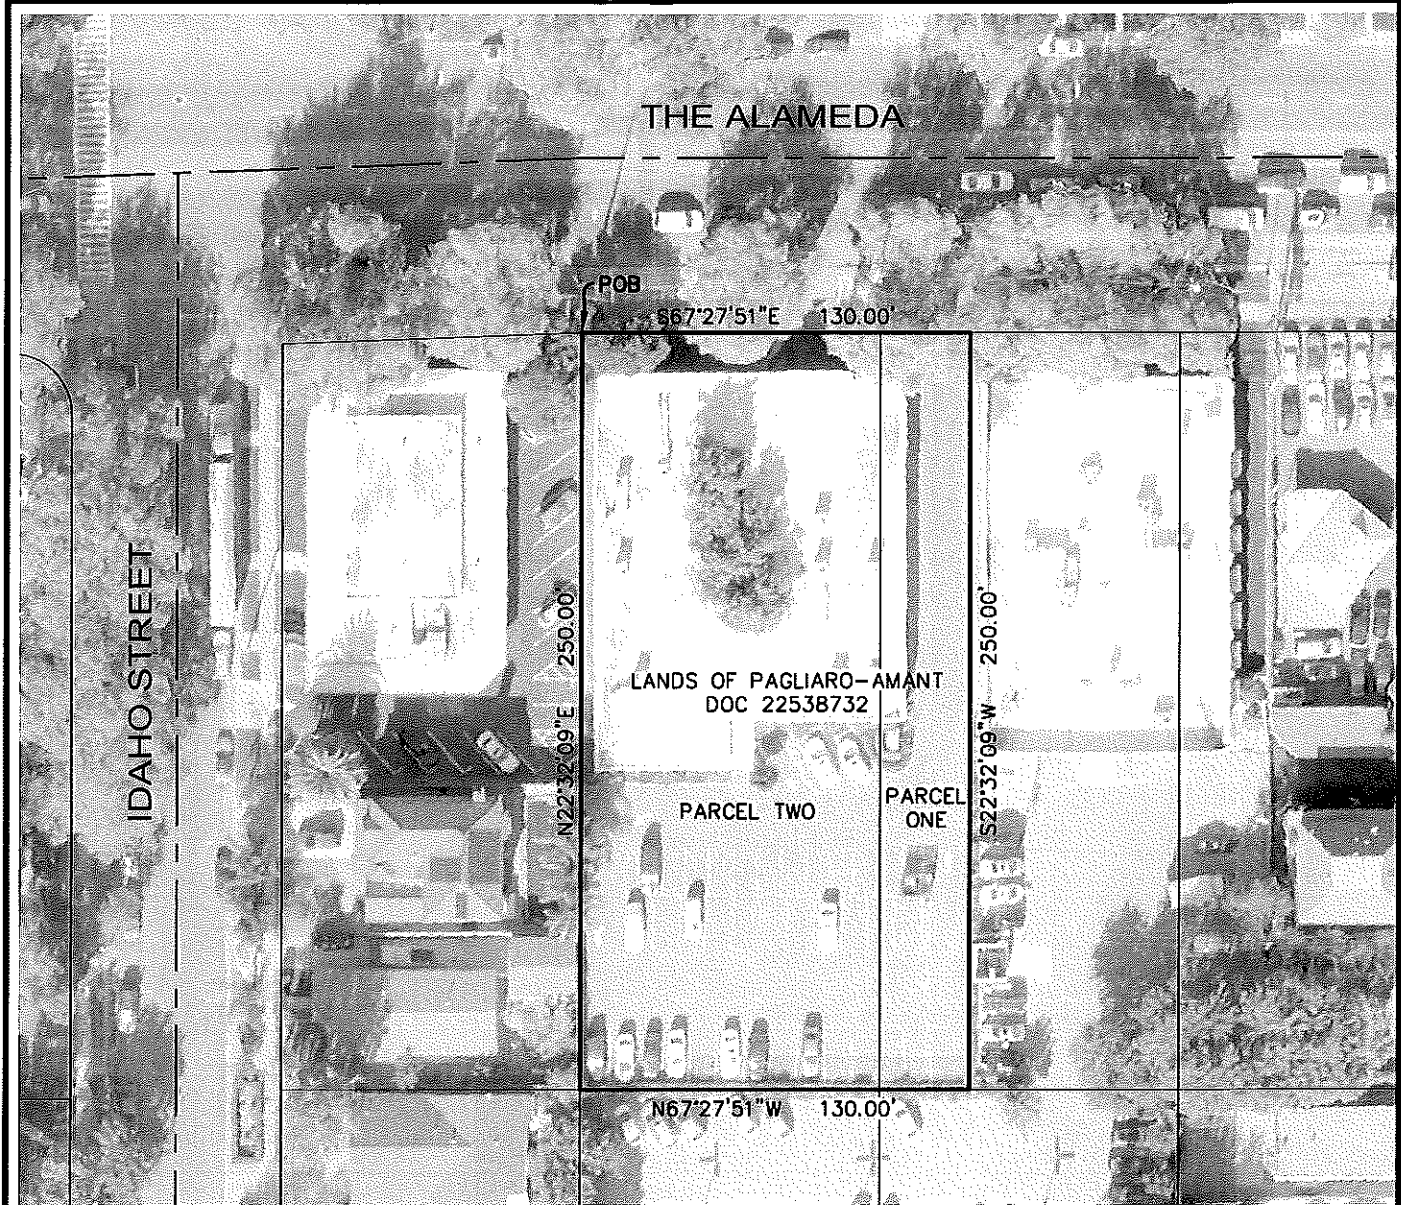 THE ALAMEDA
POB
S67°27'51"E 130.00'
IDAHO STREET
N22°32'09"E 250.00'
LANDS OF PAGLIARO-AMANT
DOC 22538732
S22°32'09"W 250.00'
PARCEL TWO
PARCEL
ONE
N67°27'51"W 130.00'